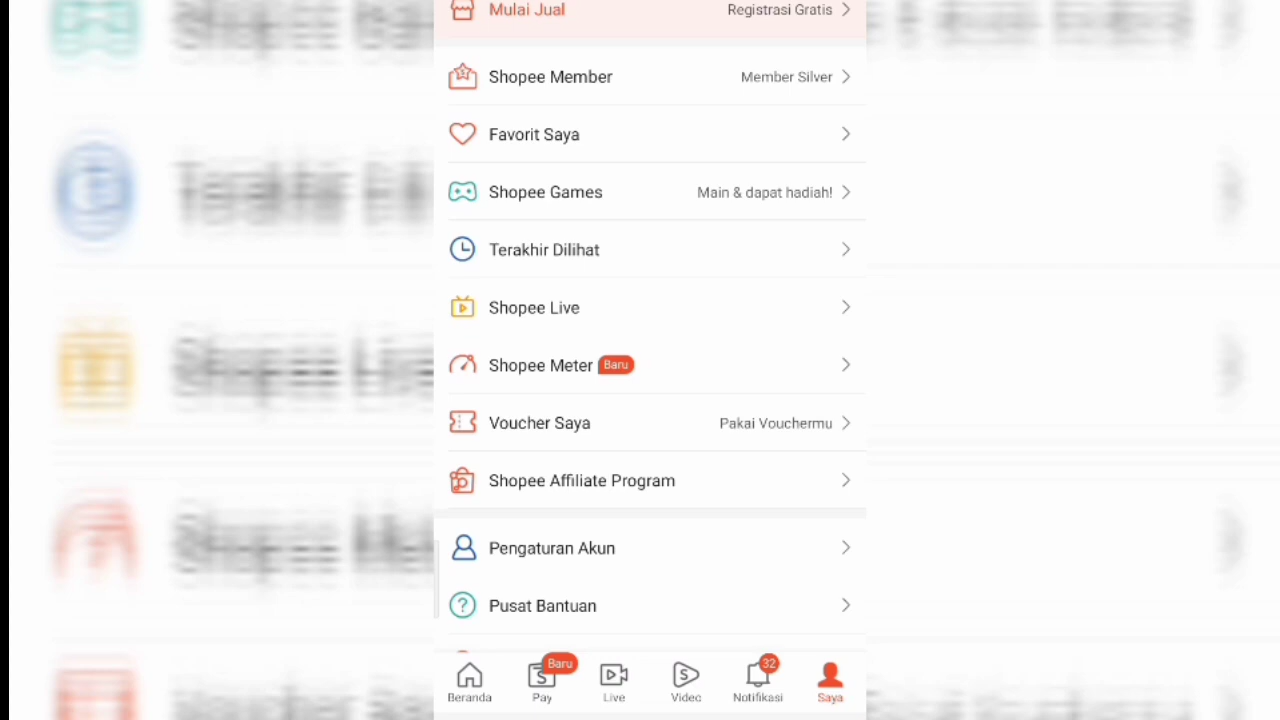 Mulai Jual Registrasi Gratis
Shopee Member Member Silver
Favorit Saya
Shopee Games Main & dapat hadiah!
Terakhir Dilihat
Shopee Live
Shopee Meter Baru
Voucher Saya Pakai Vouchermu
Shopee Affiliate Program
Pengaturan Akun
Pusat Bantuan
Baru 32
Beranda Pay Live Video Notifikasi Saya